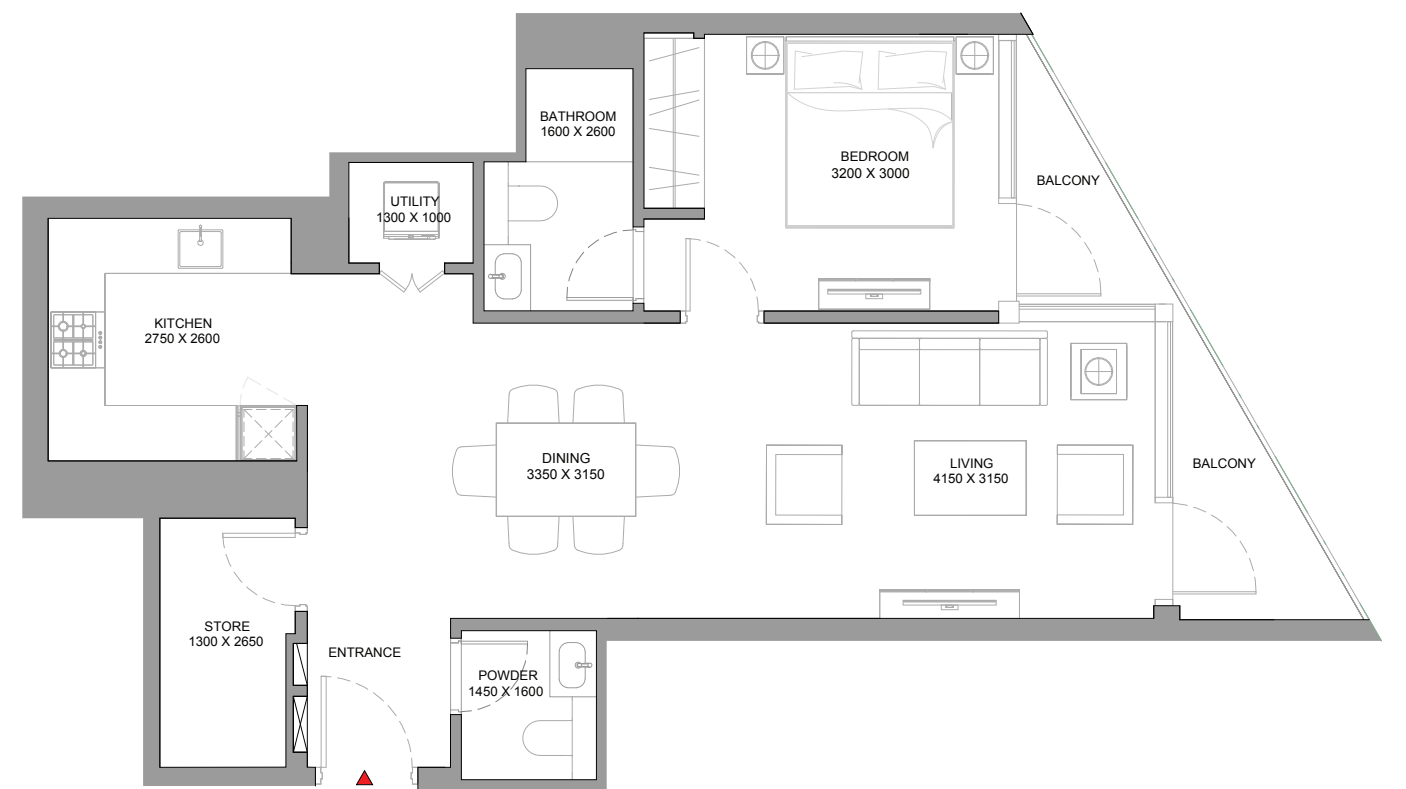 BATHROOM
1600 X 2600
BEDROOM
3200 X 3000
BALCONY
UTILITY
1300 X 1000
KITCHEN
2750 X 2600
DINING
3350 X 3150
LIVING
4150 X 3150
BALCONY
STORE
1300 X 2650
ENTRANCE
POWDER
1450 X 1600